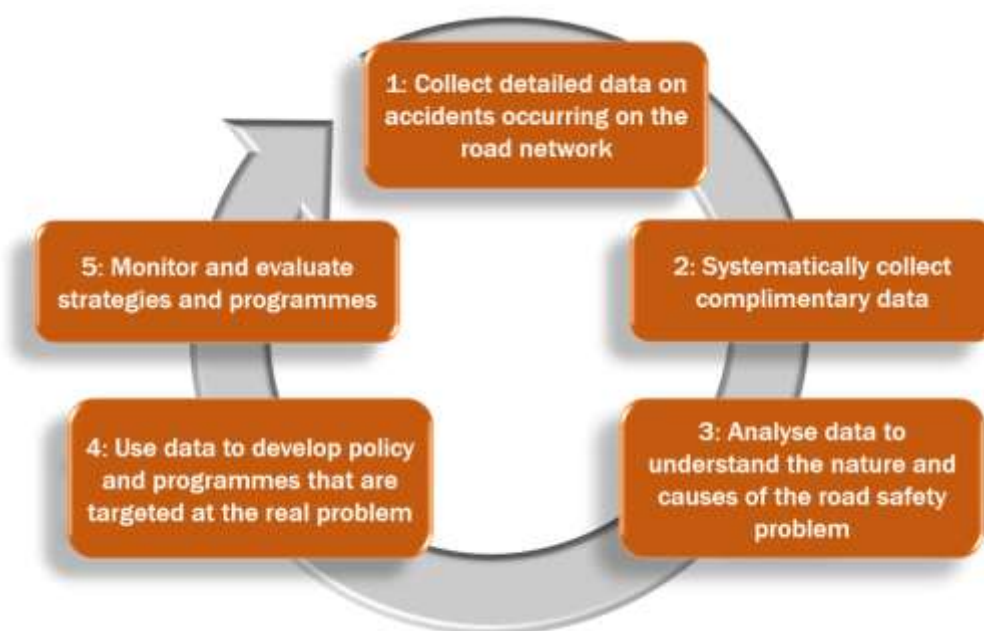 1: Collect detailed data on
accidents occurring on the
road network
2: Systematically collect
complimentary data
3: Analyse data to
understand the nature and
causes of the road safety
problem
4: Use data to develop policy
and programmes that are
targeted at the real problem
5: Monitor and evaluate
strategies and programmes